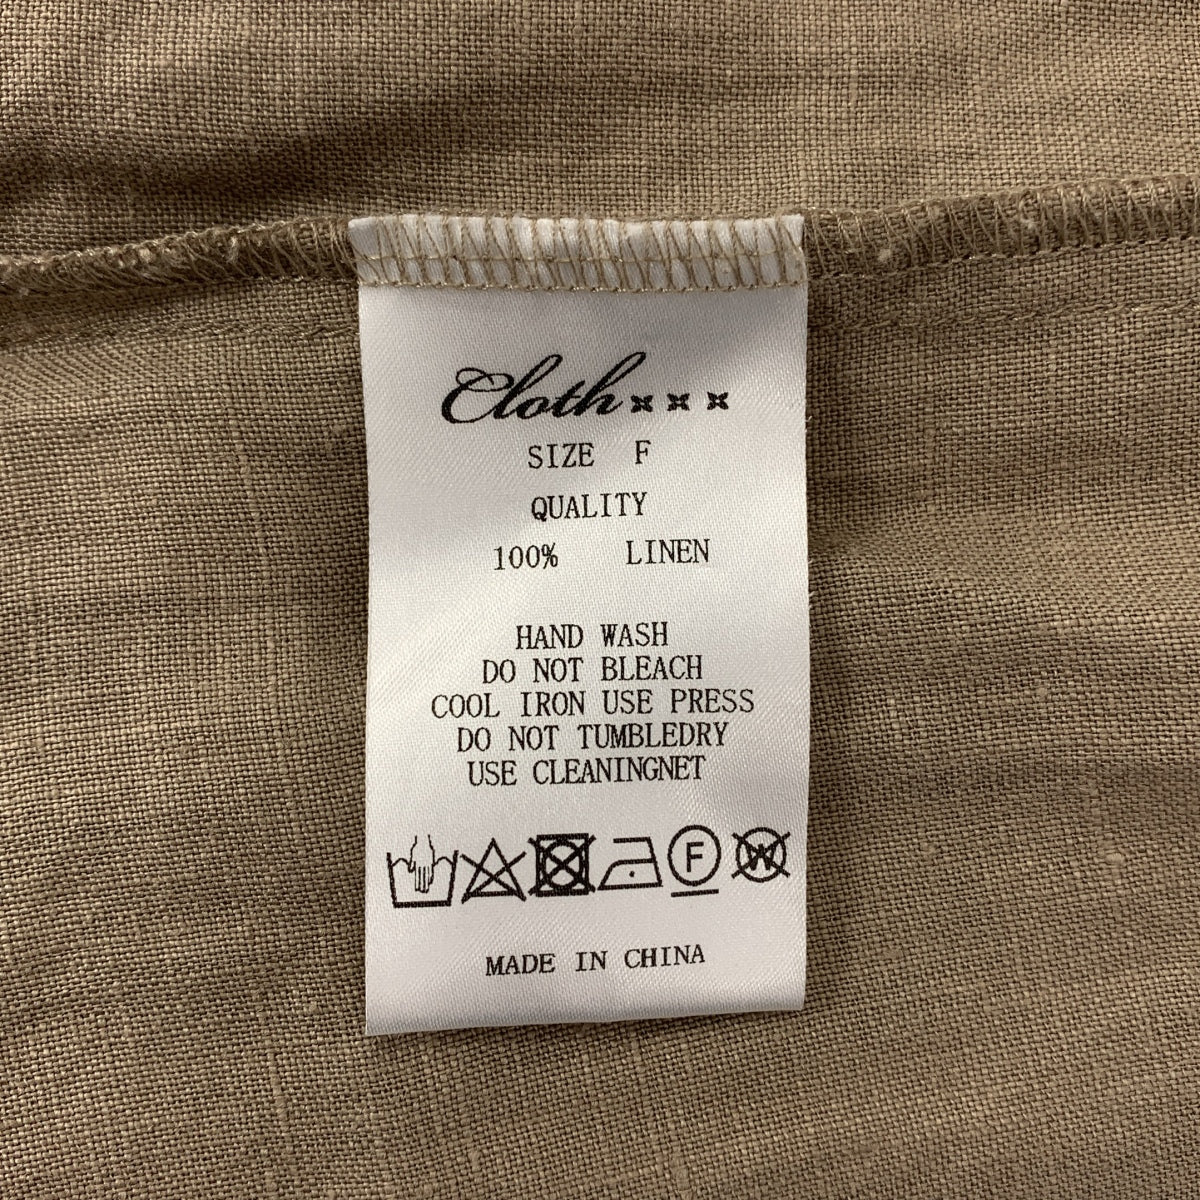 Cloth×××
SIZE F
QUALITY
100% LINEN
HAND WASH
DO NOT BLEACH
COOL IRON USE PRESS
DO NOT TUMBLEDRY
USE CLEANINGNET
F W
MADE IN CHINA